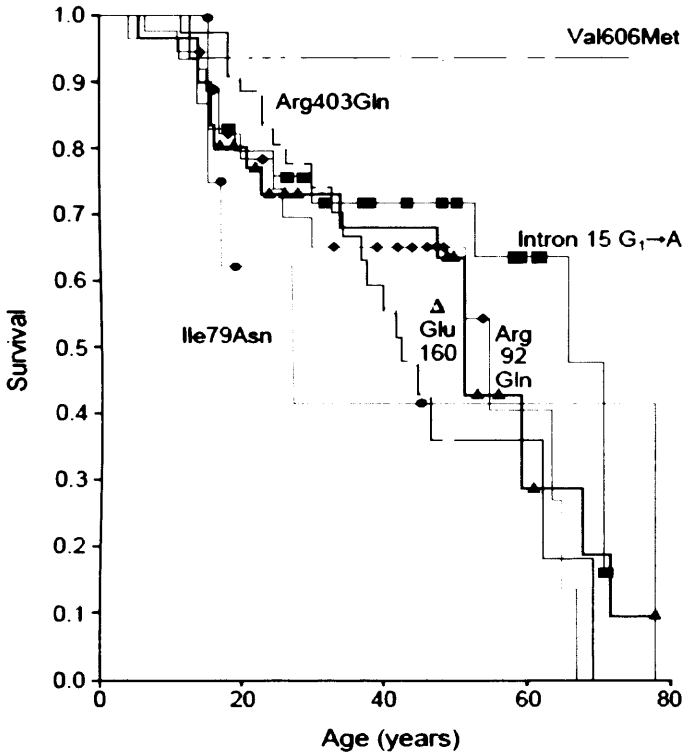 1.0
Val606Met
0.9
Arg403Gln
0.8
0.7
Intron 15 G1→A
0.6
Ile79Asn
Δ
Glu
160
Arg
92
Gln
0.5
0.4
0.3
0.2
0.1
0.0
Survival
0 20 40 60 80
Age (years)